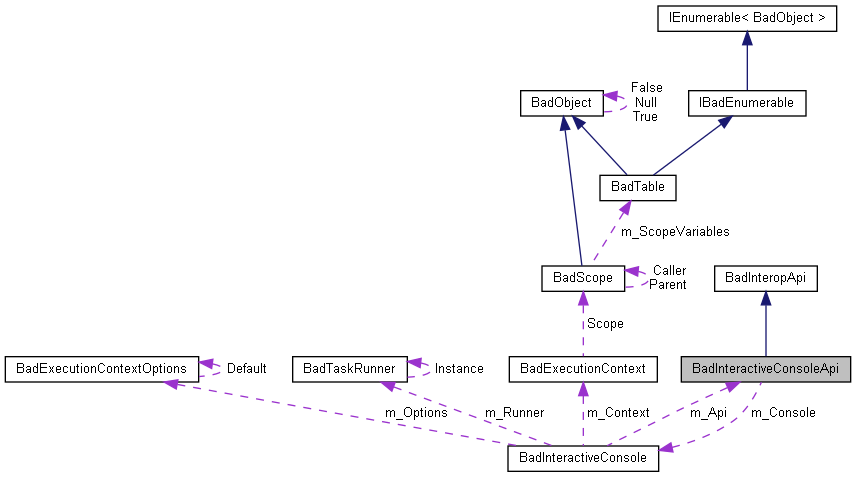 IEnumerable< BadObject >
False
Null
True
BadObject
IBadEnumerable
BadTable
m_ScopeVariables
Caller
Parent
BadScope
BadInteropApi
Scope
BadExecutionContextOptions
Default
BadTaskRunner
Instance
BadExecutionContext
BadInteractiveConsoleApi
m_Options
m_Runner
m_Context
m_Api
m_Console
BadInteractiveConsole